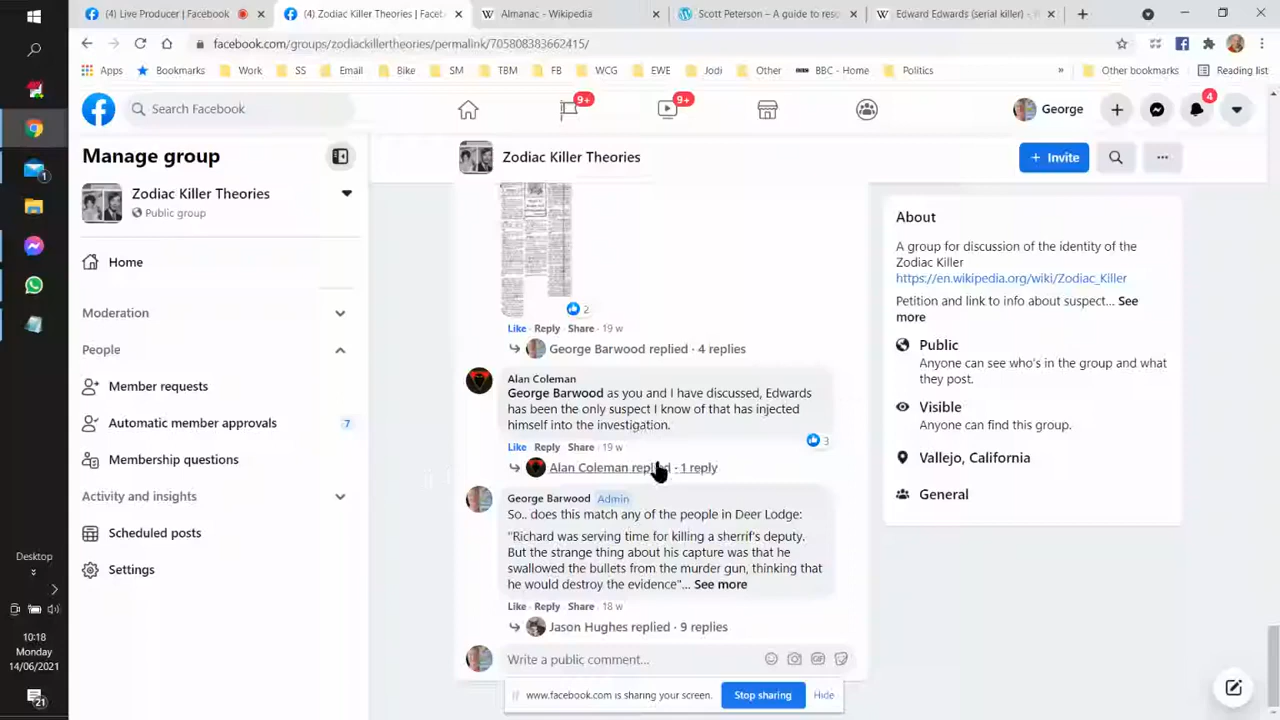 (4) Live Producer | Facebook
(4) Zodiac Killer Theories | Faceb
Almanac - Wikipedia
Scott Peterson – A guide to reso
Edward Edwards (serial killer) -
facebook.com/groups/zodiackillertheories/permalink/705808383662415/
Apps
Bookmarks
Work
SS
Email
Bike
SM
TBM
FB
WCG
EWE
Jodi
Other
BBC - Home
Politics
»
Other bookmarks
Reading list
Search Facebook
9+
9+
George
4
Manage group
Zodiac Killer Theories
Public group
Home
Moderation
People
Member requests
Automatic member approvals
7
Membership questions
Activity and insights
Scheduled posts
Settings
Zodiac Killer Theories
+ Invite
2
Like · Reply · Share · 19 w
George Barwood replied · 4 replies
Alan Coleman
George Barwood as you and I have discussed, Edwards
has been the only suspect I know of that has injected
himself into the investigation.
3
Like · Reply · Share · 19 w
Alan Coleman replied · 1 reply
George Barwood Admin
So.. does this match any of the people in Deer Lodge:
"Richard was serving time for killing a sherrif's deputy.
But the strange thing about his capture was that he
swallowed the bullets from the murder gun, thinking that
he would destroy the evidence"... See more
Like · Reply · Share · 18 w
Jason Hughes replied · 9 replies
Write a public comment...
GIF
www.facebook.com is sharing your screen.
Stop sharing
Hide
About
A group for discussion of the identity of the
Zodiac Killer
https://en.wikipedia.org/wiki/Zodiac_Killer
Petition and link to info about suspect... See
more
Public
Anyone can see who's in the group and what
they post.
Visible
Anyone can find this group.
Vallejo, California
General
1
Desktop
10:18
Monday
14/06/2021
21